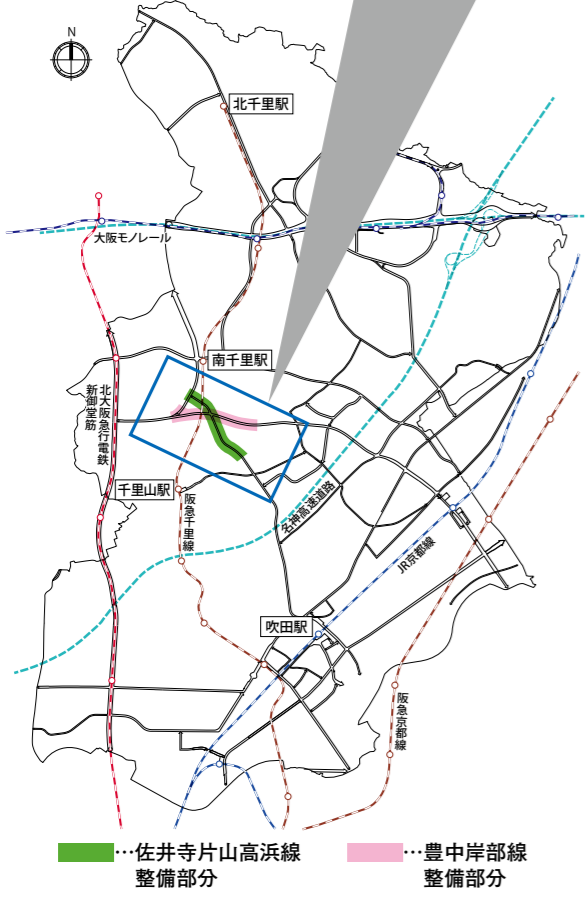 N
北千里駅
大阪モノレール
南千里駅
北大阪急行電鉄
新御堂筋
千里山駅
阪急千里線
名神高速道路
JR京都線
吹田駅
阪急京都線
…佐井寺片山高浜線
整備部分
…豊中岸部線
整備部分